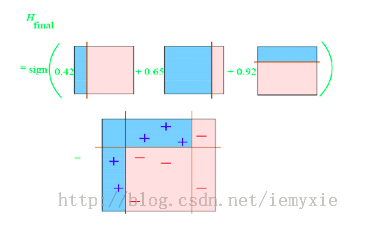 H
final
= sign ( 0.42 + 0.65 + 0.92 )
=
+ + +
+ − − −
+ − −
http://blog.csdn.net/iemyxie